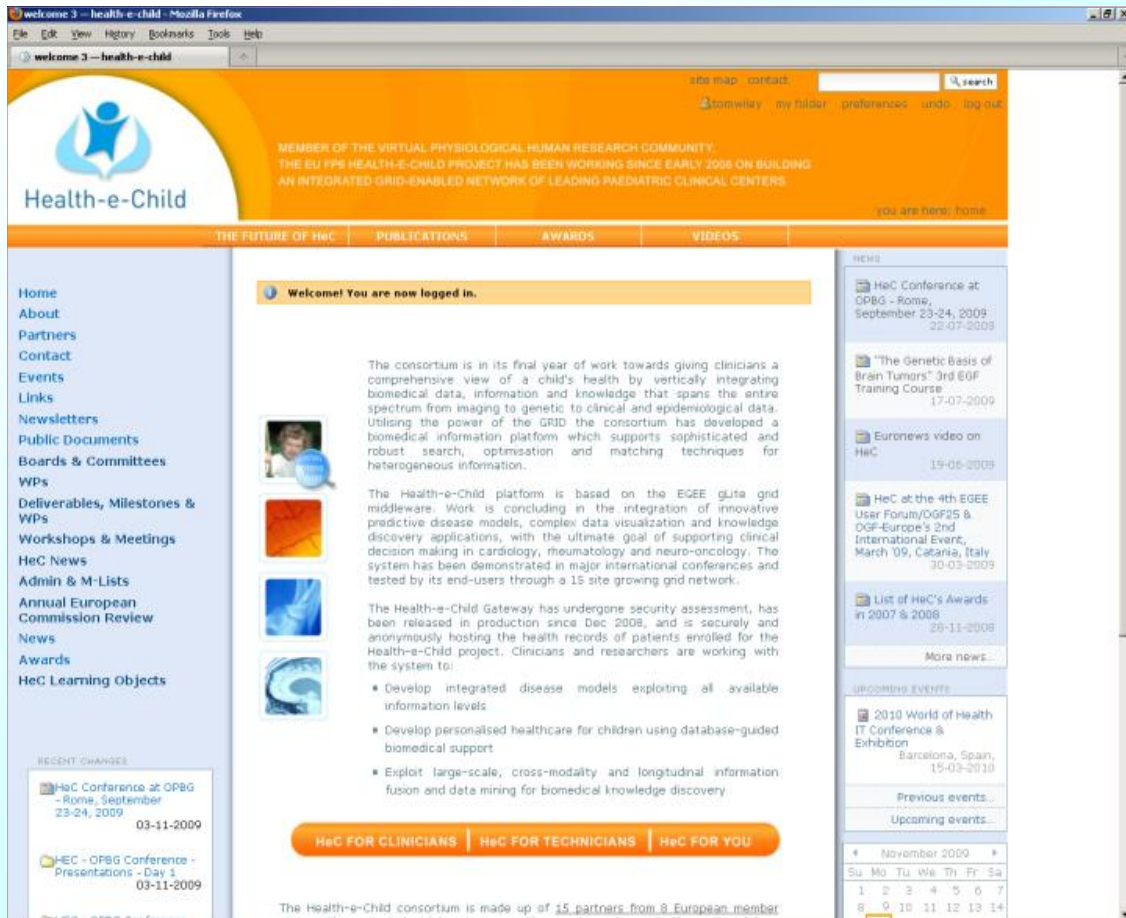 welcome 3 — health-e-child - Mozilla Firefox
File Edit View History Bookmarks Tools Help
welcome 3 — health-e-child
site map contact
search
tomwiley my folder preferences undo log out
MEMBER OF THE VIRTUAL PHYSIOLOGICAL HUMAN RESEARCH COMMUNITY,
THE EU FP6 HEALTH-E-CHILD PROJECT HAS BEEN WORKING SINCE EARLY 2006 ON BUILDING
AN INTEGRATED GRID-ENABLED NETWORK OF LEADING PAEDIATRIC CLINICAL CENTERS
Health-e-Child
you are here: home
THE FUTURE OF HeC PUBLICATIONS AWARDS VIDEOS
Home
About
Partners
Contact
Events
Links
Newsletters
Public Documents
Boards & Committees
WPs
Deliverables, Milestones &
WPs
Workshops & Meetings
HeC News
Admin & M-Lists
Annual European
Commission Review
News
Awards
HeC Learning Objects
RECENT CHANGES
HeC Conference at OPBG
- Rome, September
23-24, 2009
03-11-2009
HEC - OPBG Conference -
Presentations - Day 1
03-11-2009
Welcome! You are now logged in.
The consortium is in its final year of work towards giving clinicians a
comprehensive view of a child's health by vertically integrating
biomedical data, information and knowledge that spans the entire
spectrum from imaging to genetic to clinical and epidemiological data.
Utilising the power of the GRID the consortium has developed a
biomedical information platform which supports sophisticated and
robust search, optimisation and matching techniques for
heterogeneous information.
The Health-e-Child platform is based on the EGEE gLite grid
middleware. Work is concluding in the integration of innovative
predictive disease models, complex data visualization and knowledge
discovery applications, with the ultimate goal of supporting clinical
decision making in cardiology, rheumatology and neuro-oncology. The
system has been demonstrated in major international conferences and
tested by its end-users through a 15 site growing grid network.
The Health-e-Child Gateway has undergone security assessment, has
been released in production since Dec 2008, and is securely and
anonymously hosting the health records of patients enrolled for the
Health-e-Child project. Clinicians and researchers are working with
the system to:
Develop integrated disease models exploiting all available
information levels
Develop personalised healthcare for children using database-guided
biomedical support
Exploit large-scale, cross-modality and longitudinal information
fusion and data mining for biomedical knowledge discovery
HeC FOR CLINICIANS HeC FOR TECHNICIANS HeC FOR YOU
The Health-e-Child consortium is made up of 15 partners from 8 European member
NEWS
HeC Conference at
OPBG - Rome,
September 23-24, 2009
22-07-2009
"The Genetic Basis of
Brain Tumors" 3rd EGF
Training Course
17-07-2009
Euronews video on
HeC
19-06-2009
HeC at the 4th EGEE
User Forum/OGF25 &
OGF-Europe's 2nd
International Event,
March '09, Catania, Italy
30-03-2009
List of HeC's Awards
in 2007 & 2008
28-11-2008
More news...
UPCOMING EVENTS
2010 World of Health
IT Conference &
Exhibition
Barcelona, Spain,
15-03-2010
Previous events...
Upcoming events...
November 2009
Su Mo Tu We Th Fr Sa
1 2 3 4 5 6 7
8 9 10 11 12 13 14